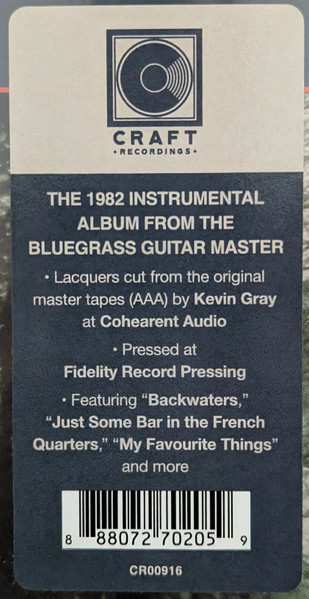 CRAFT
• RECORDINGS •
THE 1982 INSTRUMENTAL
ALBUM FROM THE
BLUEGRASS GUITAR MASTER
• Lacquers cut from the original
master tapes (AAA) by Kevin Gray
at Cohearent Audio
• Pressed at
Fidelity Record Pressing
• Featuring “Backwaters,”
“Just Some Bar in the French
Quarters,” “My Favourite Things”
and more
8 88072 70205 9
CR00916